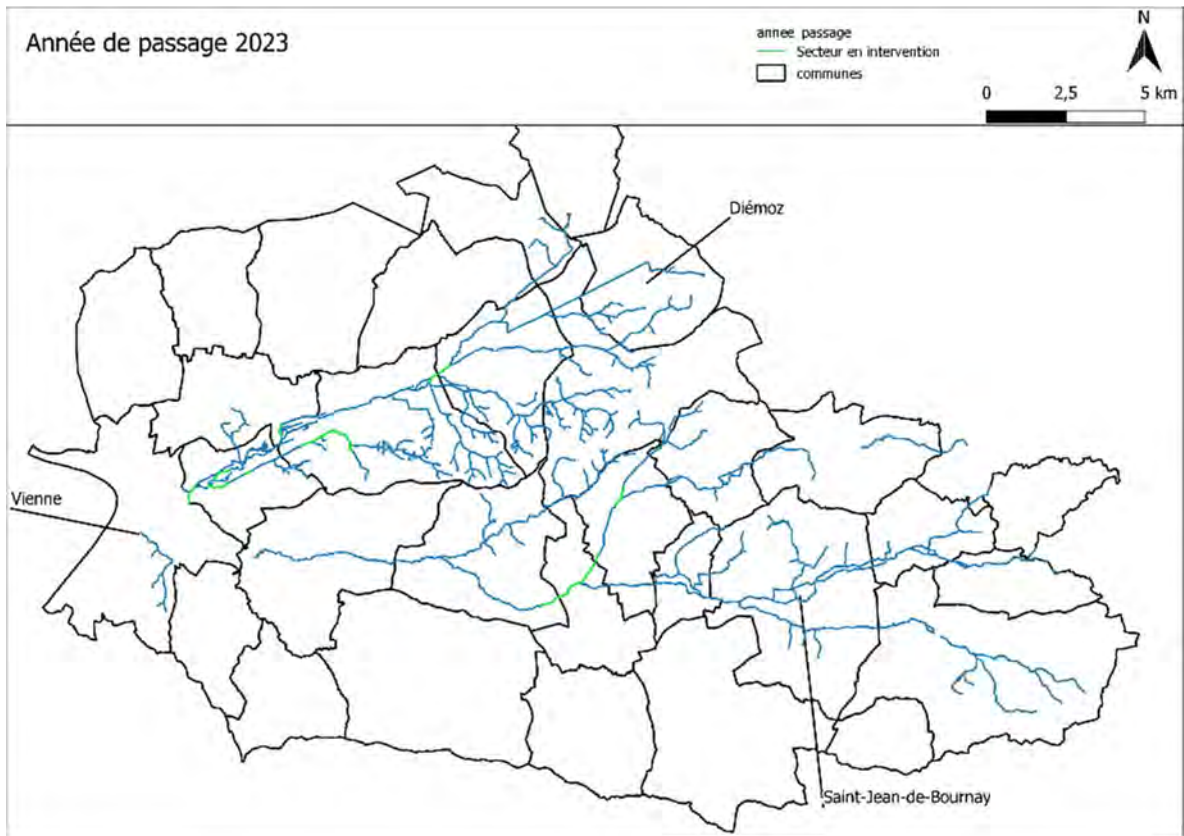 Année de passage 2023
annee passage
Secteur en intervention
communes
N
0 2,5 5 km
Diémoz
Vienne
Saint-Jean-de-Bournay